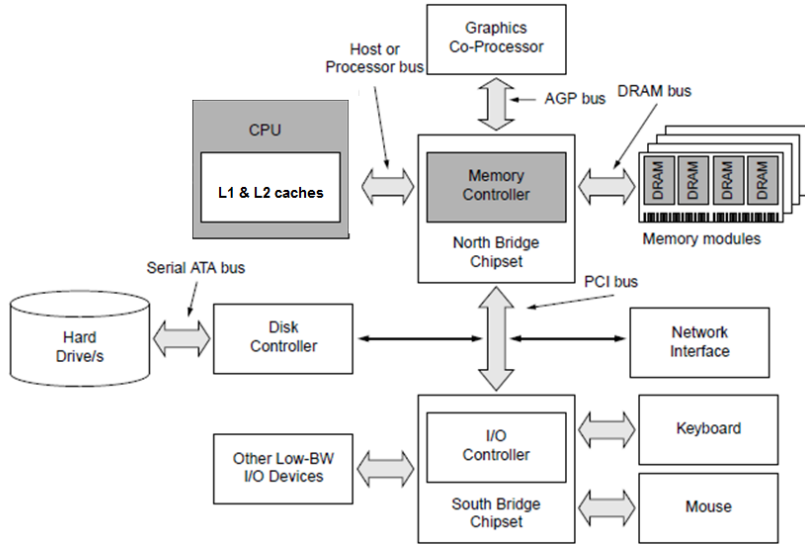 Graphics
Co-Processor
Host or
Processor bus
AGP bus
DRAM bus
CPU
L1 & L2 caches
Memory
Controller
North Bridge
Chipset
DRAM
DRAM
DRAM
DRAM
Memory modules
Serial ATA bus
PCI bus
Hard
Drive/s
Disk
Controller
Network
Interface
Other Low-BW
I/O Devices
I/O
Controller
South Bridge
Chipset
Keyboard
Mouse